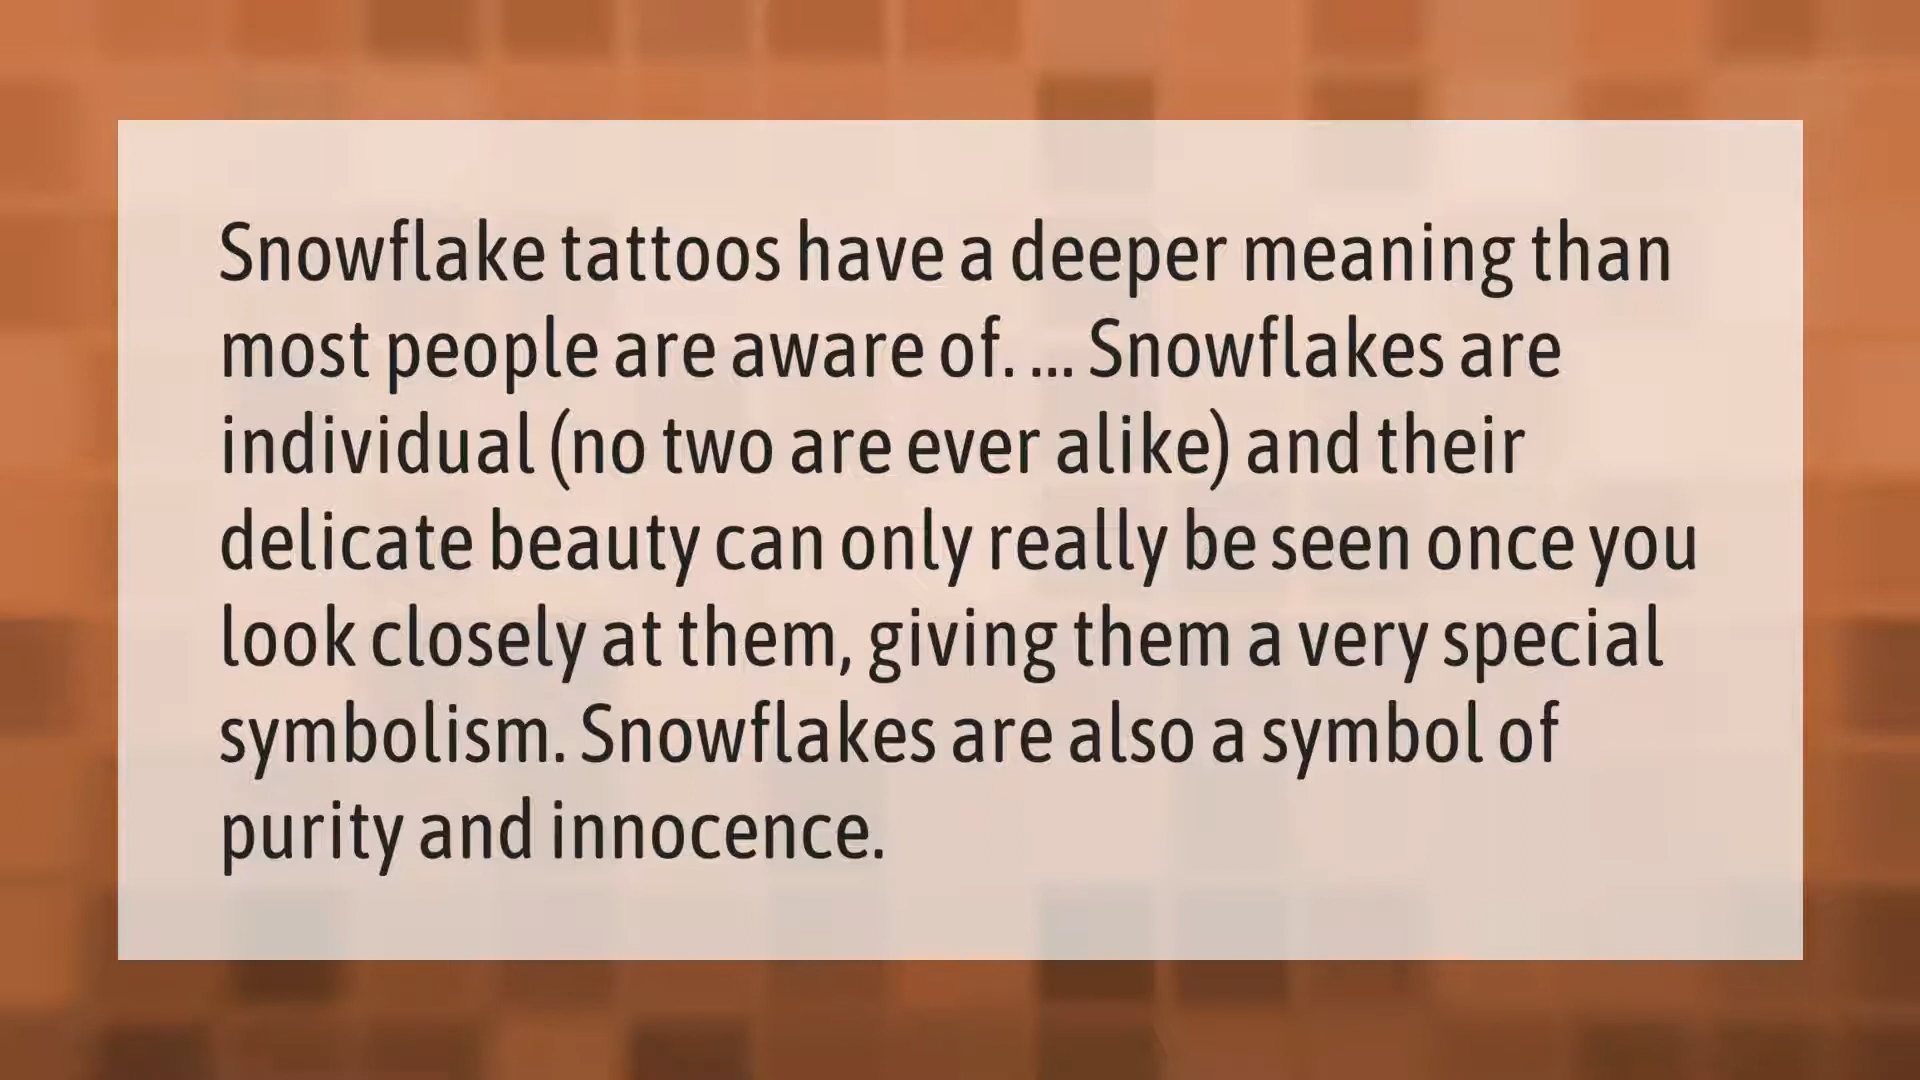 Snowflake tattoos have a deeper meaning than
most people are aware of. ... Snowflakes are
individual (no two are ever alike) and their
delicate beauty can only really be seen once you
look closely at them, giving them a very special
symbolism. Snowflakes are also a symbol of
purity and innocence.